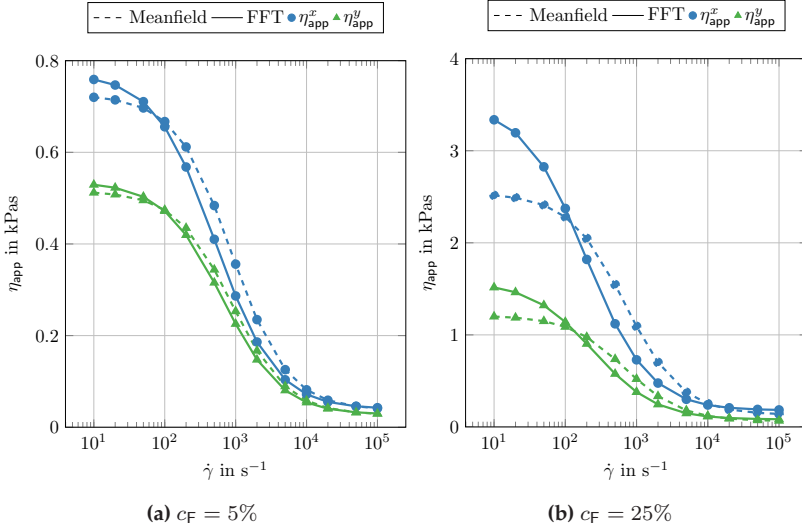 Meanfield FFT η^x_app η^y_app
Meanfield FFT η^x_app η^y_app
0.8
0.6
0.4
0.2
0
η_app in kPas
10^1 10^2 10^3 10^4 10^5
γ̇ in s^−1
(a) c_F = 5%
4
3
2
1
0
η_app in kPas
10^1 10^2 10^3 10^4 10^5
γ̇ in s^−1
(b) c_F = 25%